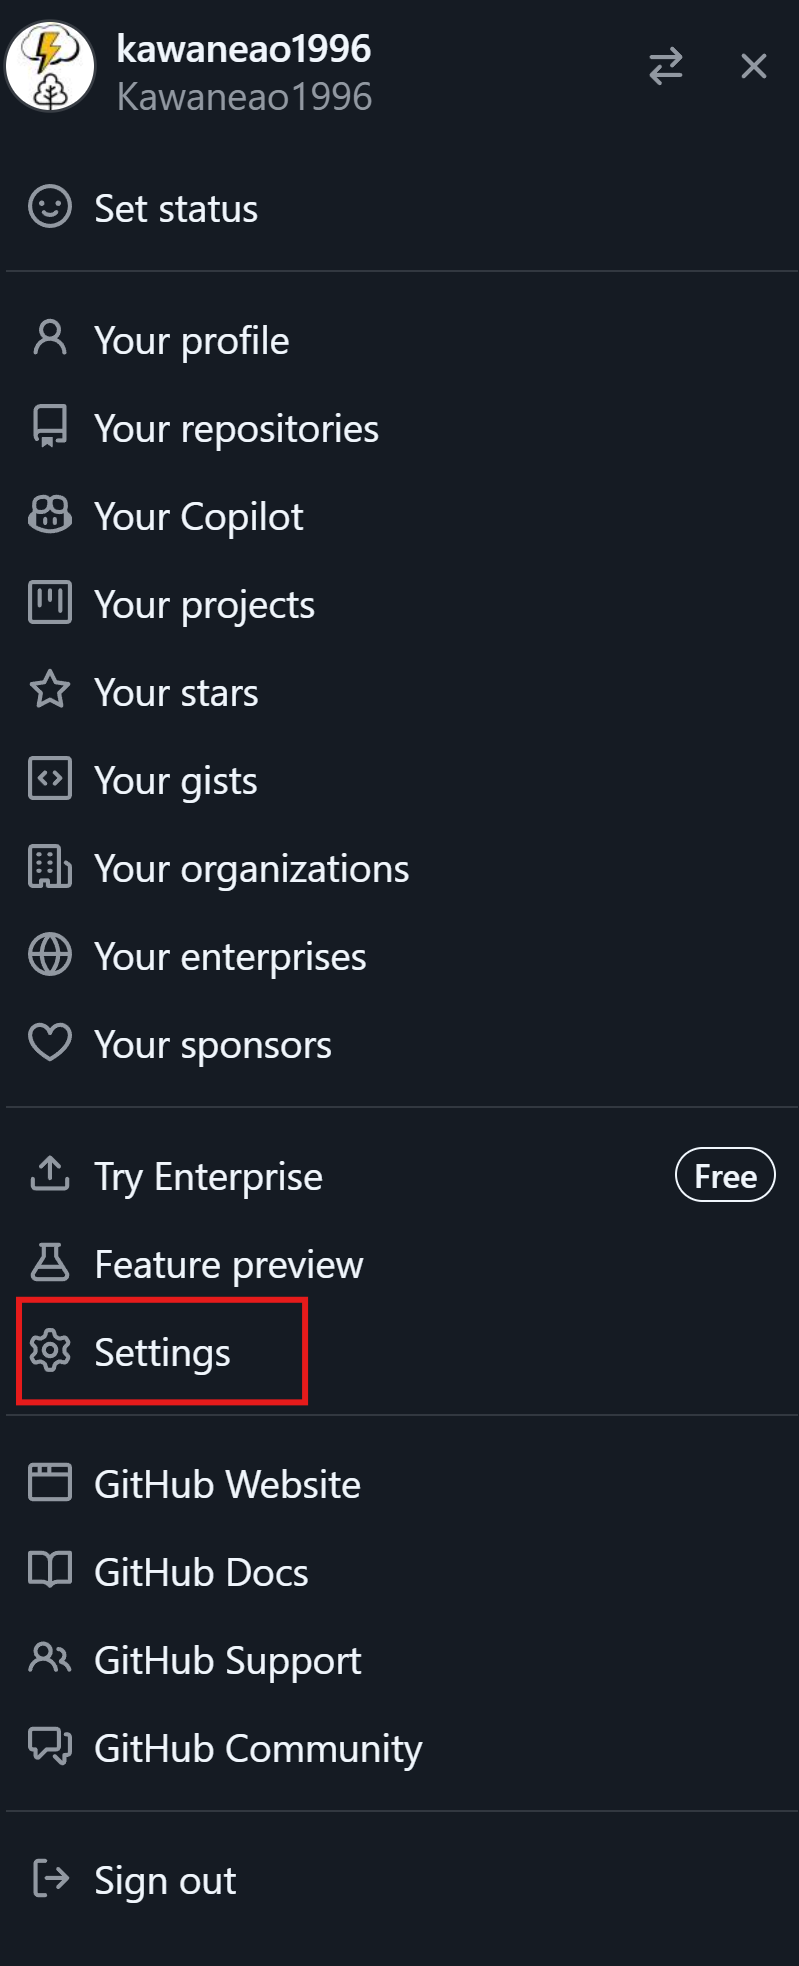 kawaneao1996
Kawaneao1996
Set status
Your profile
Your repositories
Your Copilot
Your projects
Your stars
Your gists
Your organizations
Your enterprises
Your sponsors
Try Enterprise Free
Feature preview
Settings
GitHub Website
GitHub Docs
GitHub Support
GitHub Community
Sign out